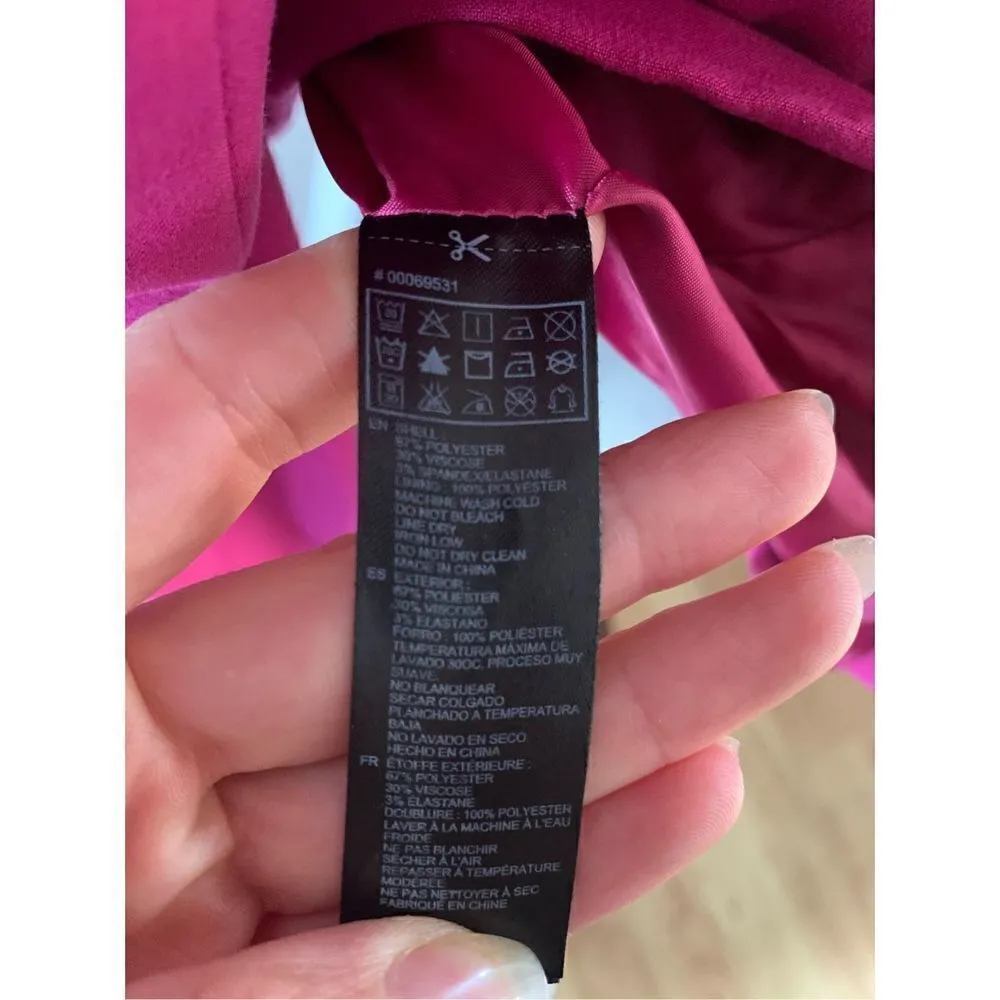 # 00069531
EN SHELL :
67% POLYESTER
30% VISCOSE
3% SPANDEX/ELASTANE
LINING : 100% POLYESTER
MACHINE WASH COLD
DO NOT BLEACH
LINE DRY
IRON LOW
DO NOT DRY CLEAN
MADE IN CHINA
ES EXTERIOR :
67% POLIESTER
30% VISCOSA
3% ELASTANO
FORRO : 100% POLIÉSTER
TEMPERATURA MÁXIMA DE
LAVADO 30OC. PROCESO MUY
SUAVE
NO BLANQUEAR
SECAR COLGADO
PLANCHADO A TEMPERATURA
BAJA
NO LAVADO EN SECO
HECHO EN CHINA
FR ÉTOFFE EXTÉRIEURE :
67% POLYESTER
30% VISCOSE
3% ELASTANE
DOUBLURE : 100% POLYESTER
LAVER À LA MACHINE À L'EAU
FROIDE
NE PAS BLANCHIR
SÉCHER À L'AIR
REPASSER À TEMPÉRATURE
MODÉRÉE
NE PAS NETTOYER À SEC
FABRIQUÉ EN CHINE